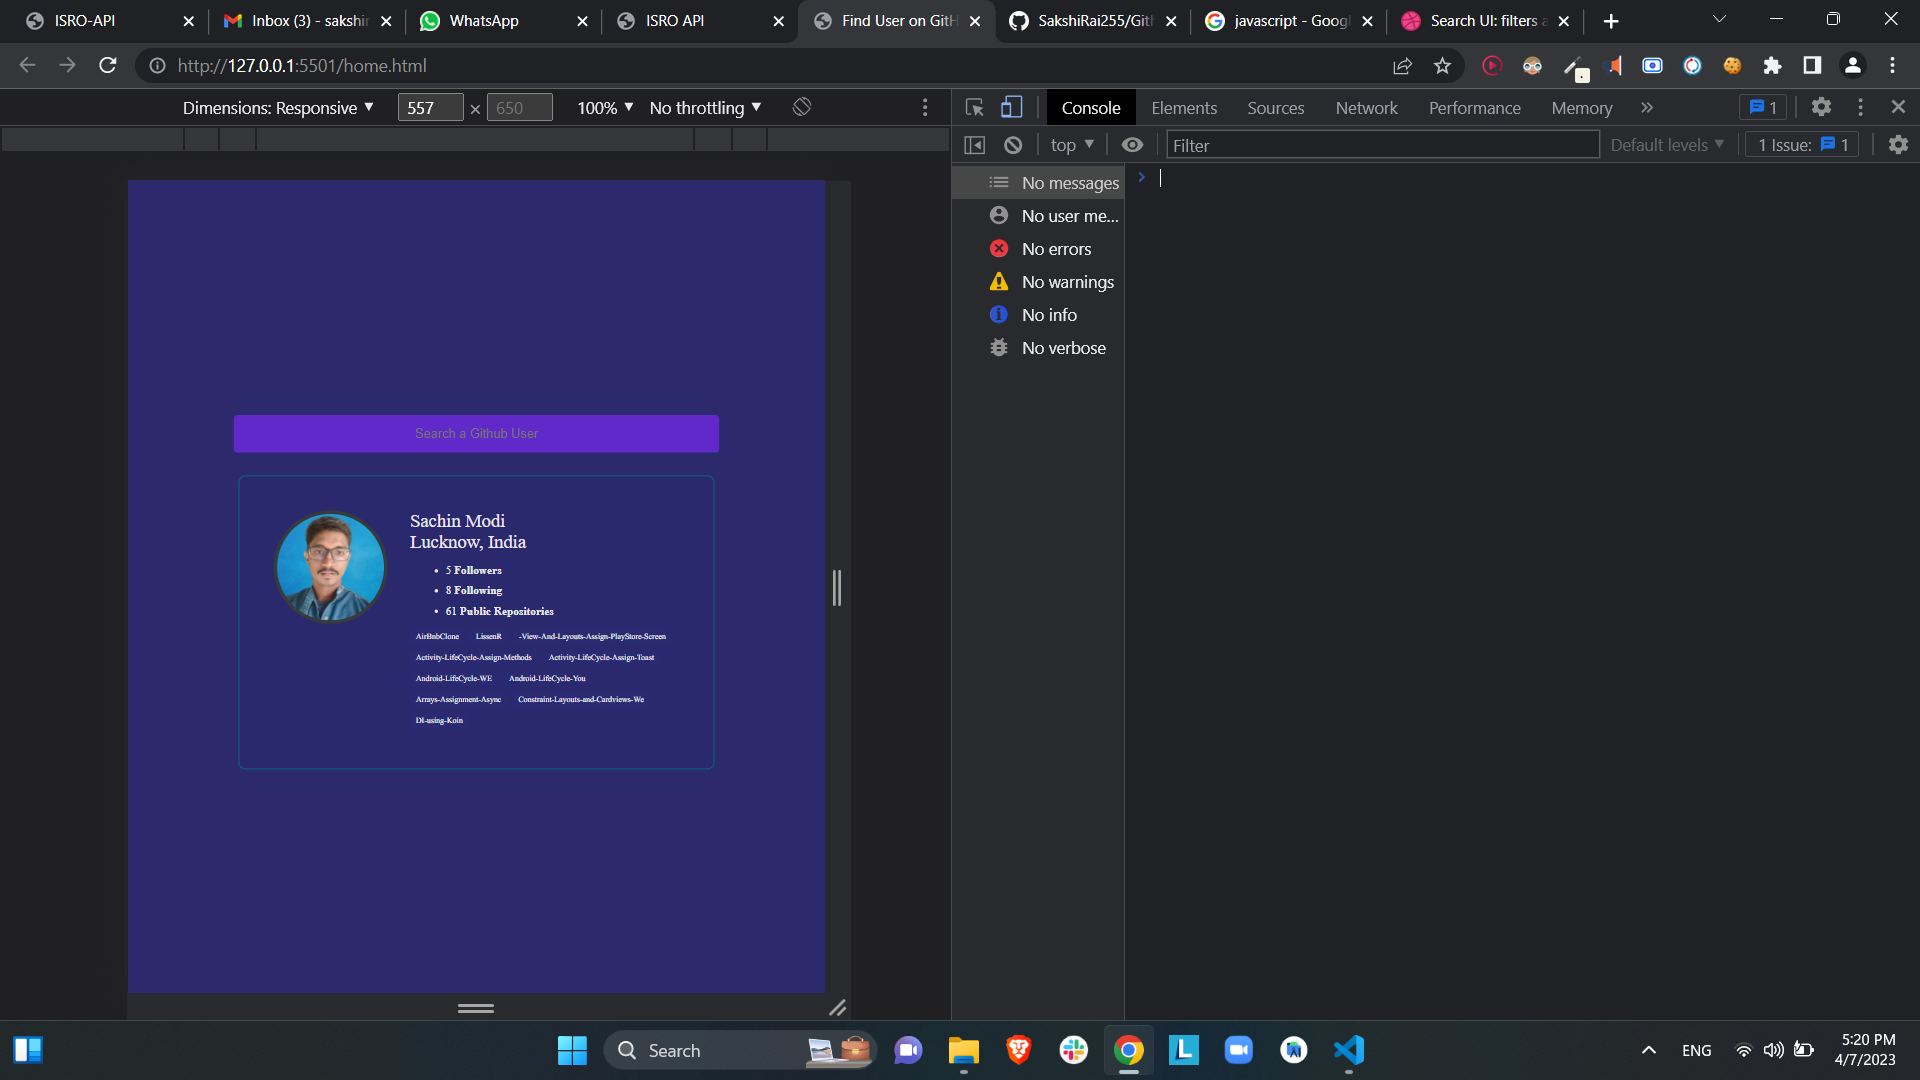 ISRO-API
Inbox (3) - sakshir
WhatsApp
ISRO API
Find User on GitH
SakshiRai255/Gith
javascript - Googl
Search UI: filters a
http://127.0.0.1:5501/home.html
Dimensions: Responsive
557 × 650
100%
No throttling
Console
Elements
Sources
Network
Performance
Memory
1
top
Filter
Default levels
1 Issue: 1
No messages
No user me...
No errors
No warnings
No info
No verbose
Search a Github User
Sachin Modi
Lucknow, India
5 Followers
8 Following
61 Public Repositories
AirBnbClone LissenR -View-And-Layouts-Assign-PlayStore-Screen
Activity-LifeCycle-Assign-Methods Activity-LifeCycle-Assign-Toast
Android-LifeCycle-WE Android-LifeCycle-You
Arrays-Assignment-Async Constraint-Layouts-and-Cardviews-We
DI-using-Koin
Search
ENG
5:20 PM
4/7/2023